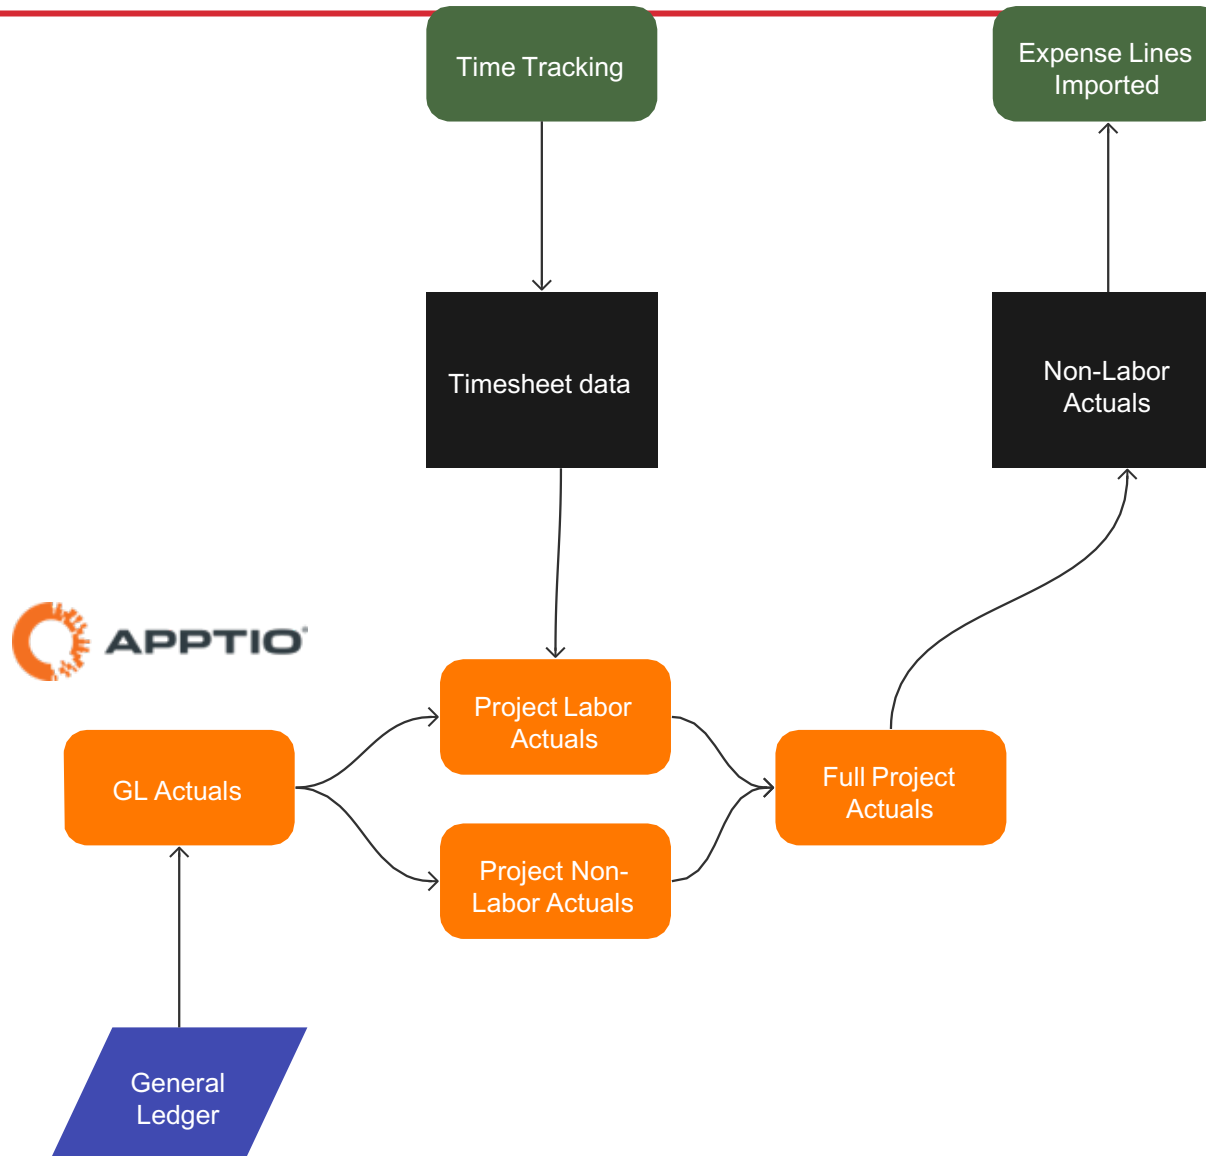 Time Tracking
Expense Lines
Imported
Timesheet data
Non-Labor
Actuals
APPTIO
Project Labor
Actuals
GL Actuals
Full Project
Actuals
Project Non-
Labor Actuals
General
Ledger